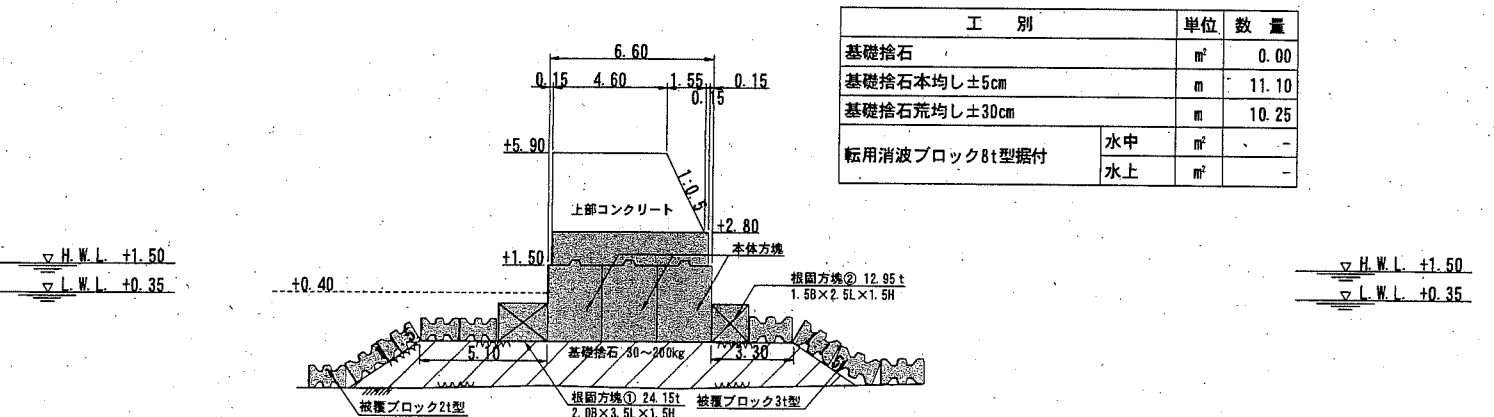 工 別 単位 数 量
基礎捨石 m² 0.00
基礎捨石本均し±5cm m 11.10
基礎捨石荒均し±30cm m 10.25
転用消波ブロック8t型据付 水中 m² -
水上 m² -
6.60
0.15 4.60 1.55 0.15
0.15
+5.90
1:0.5
上部コンクリート
+2.80
本体方塊
+1.50
▽ H.W.L. +1.50
▽ L.W.L. +0.35
+0.40
根固方塊② 12.95t
1.5B×2.5L×1.5H
▽ H.W.L. +1.50
▽ L.W.L. +0.35
5.10
基礎捨石 30～200kg
3.30
被覆ブロック2t型
根固方塊① 24.15t
2.0B×3.5L×1.5H
被覆ブロック3t型